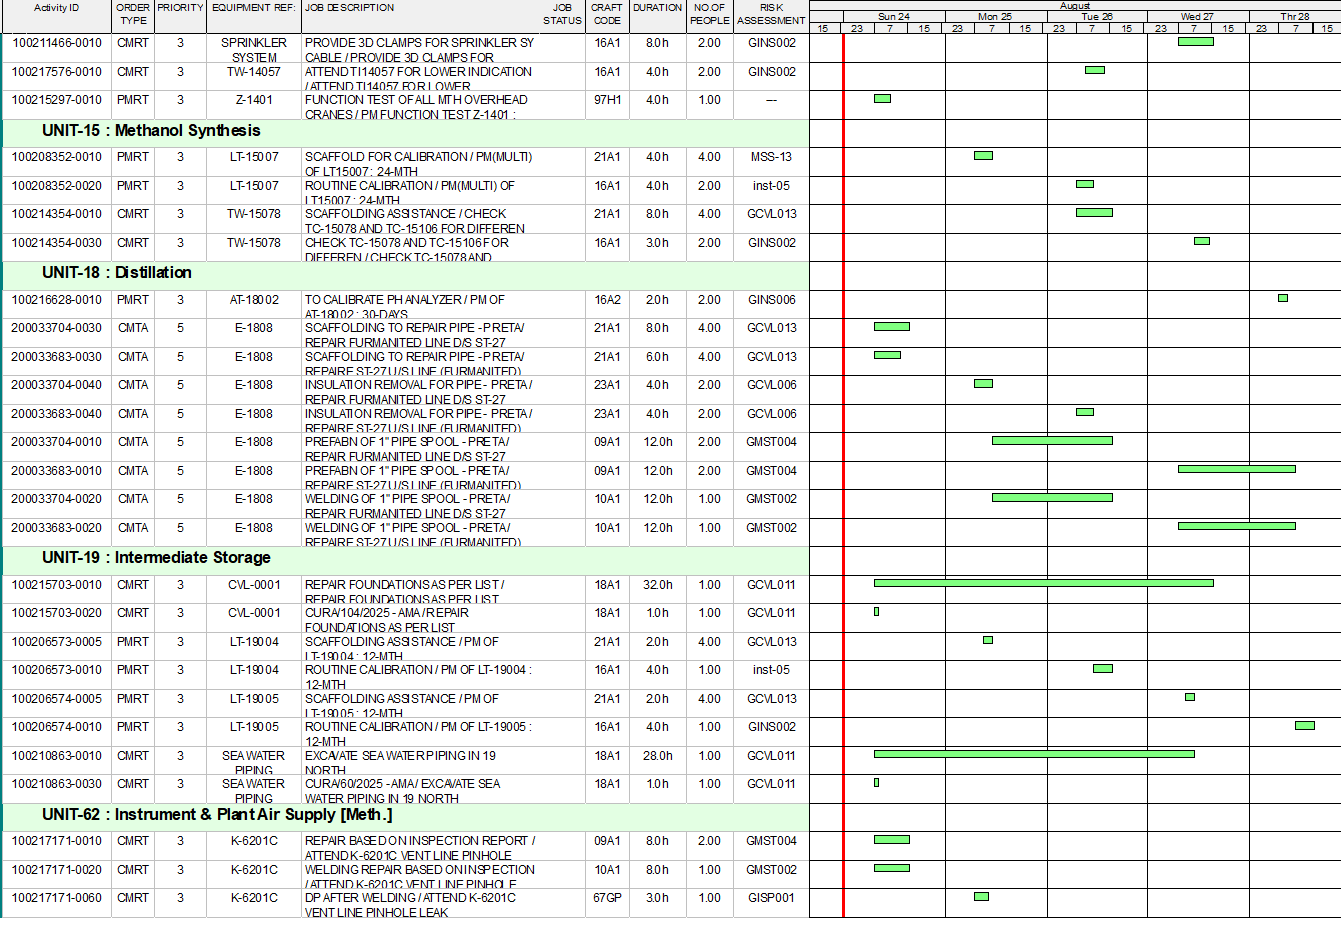 Activity ID ORDER TYPE PRIORITY EQUIPMENT REF: JOB DESCRIPTION JOB STATUS CRAFT CODE DURATION NO.OF PEOPLE RISK ASSESSMENT
August
Sun 24 Mon 25 Tue 26 Wed 27 Thr 28
15 23 7 15 23 7 15 23 7 15 23 7 15 23 7 15
100211466-0010 CMRT 3 SPRINKLER PROVIDE 3D CLAMPS FOR SPRINKLER SY 16A1 8.0h 2.00 GINS002
SYSTEM CABLE / PROVIDE 3D CLAMPS FOR
100217576-0010 CMRT 3 TW-14057 ATTEND TI14057 FOR LOWER INDICATION 16A1 4.0h 2.00 GINS002
/ ATTEND TI14057 FOR LOWER
100215297-0010 PMRT 3 Z-1401 FUNCTION TEST OF ALL MTH OVERHEAD 97H1 4.0h 1.00 ---
CRANES / PM FUNCTION TEST Z-1401 :
UNIT-15 : Methanol Synthesis
100208352-0010 PMRT 3 LT-15007 SCAFFOLD FOR CALIBRATION / PM(MULTI) 21A1 4.0h 4.00 MSS-13
OF LT15007 : 24-MTH
100208352-0020 PMRT 3 LT-15007 ROUTINE CALIBRATION / PM(MULTI) OF 16A1 4.0h 2.00 inst-05
LT15007 : 24-MTH
100214354-0010 CMRT 3 TW-15078 SCAFFOLDING ASSISTANCE / CHECK 21A1 8.0h 4.00 GCVL013
TC-15078 AND TC-15106 FOR DIFFEREN
100214354-0030 CMRT 3 TW-15078 CHECK TC-15078 AND TC-15106 FOR 16A1 3.0h 2.00 GINS002
DIFFEREN / CHECK TC-15078 AND
UNIT-18 : Distillation
100216628-0010 PMRT 3 AT-18002 TO CALIBRATE PH ANALYZER / PM OF 16A2 2.0h 2.00 GINS006
AT-18002 : 30-DAYS
200033704-0030 CMTA 5 E-1808 SCAFFOLDING TO REPAIR PIPE - PRETA/ 21A1 8.0h 4.00 GCVL013
REPAIR FURMANITED LINE D/S ST-27
200033683-0030 CMTA 5 E-1808 SCAFFOLDING TO REPAIR PIPE - PRETA/ 21A1 6.0h 4.00 GCVL013
REPAIRE ST-27 U/S LINE (FURMANITED)
200033704-0040 CMTA 5 E-1808 INSULATION REMOVAL FOR PIPE - PRETA / 23A1 4.0h 2.00 GCVL006
REPAIR FURMANITED LINE D/S ST-27
200033683-0040 CMTA 5 E-1808 INSULATION REMOVAL FOR PIPE - PRETA / 23A1 4.0h 2.00 GCVL006
REPAIRE ST-27 U/S LINE (FURMANITED)
200033704-0010 CMTA 5 E-1808 PREFABN OF 1" PIPE SPOOL - PRETA/ 09A1 12.0h 2.00 GMST004
REPAIR FURMANITED LINE D/S ST-27
200033683-0010 CMTA 5 E-1808 PREFABN OF 1" PIPE SPOOL - PRETA/ 09A1 12.0h 2.00 GMST004
REPAIRE ST-27 U/S LINE (FURMANITED)
200033704-0020 CMTA 5 E-1808 WELDING OF 1" PIPE SPOOL - PRETA/ 10A1 12.0h 1.00 GMST002
REPAIR FURMANITED LINE D/S ST-27
200033683-0020 CMTA 5 E-1808 WELDING OF 1" PIPE SPOOL - PRETA/ 10A1 12.0h 1.00 GMST002
REPAIRE ST-27 U/S LINE (FURMANITED)
UNIT-19 : Intermediate Storage
100215703-0010 CMRT 3 CVL-0001 REPAIR FOUNDATIONS AS PER LIST / 18A1 32.0h 1.00 GCVL011
REPAIR FOUNDATIONS AS PER LIST
100215703-0020 CMRT 3 CVL-0001 CURA/104/2025 - AMA / REPAIR 18A1 1.0h 1.00 GCVL011
FOUNDATIONS AS PER LIST
100206573-0005 PMRT 3 LT-19004 SCAFFOLDING ASSISTANCE / PM OF 21A1 2.0h 4.00 GCVL013
LT-19004 : 12-MTH
100206573-0010 PMRT 3 LT-19004 ROUTINE CALIBRATION / PM OF LT-19004 : 16A1 4.0h 1.00 inst-05
12-MTH
100206574-0005 PMRT 3 LT-19005 SCAFFOLDING ASSISTANCE / PM OF 21A1 2.0h 4.00 GCVL013
LT-19005 : 12-MTH
100206574-0010 PMRT 3 LT-19005 ROUTINE CALIBRATION / PM OF LT-19005 : 16A1 4.0h 1.00 GINS002
12-MTH
100210863-0010 CMRT 3 SEA WATER EXCAVATE SEA WATER PIPING IN 19 18A1 28.0h 1.00 GCVL011
PIPING NORTH
100210863-0030 CMRT 3 SEA WATER CURA/60/2025 - AMA / EXCAVATE SEA 18A1 1.0h 1.00 GCVL011
PIPING WATER PIPING IN 19 NORTH
UNIT-62 : Instrument & Plant Air Supply [Meth.]
100217171-0010 CMRT 3 K-6201C REPAIR BASED ON INSPECTION REPORT / 09A1 8.0h 2.00 GMST004
ATTEND K-6201C VENT LINE PINHOLE
100217171-0020 CMRT 3 K-6201C WELDING REPAIR BASED ON INSPECTION 10A1 8.0h 1.00 GMST002
/ ATTEND K-6201C VENT LINE PINHOLE
100217171-0060 CMRT 3 K-6201C DP AFTER WELDING / ATTEND K-6201C 67GP 3.0h 1.00 GISP001
VENT LINE PINHOLE LEAK